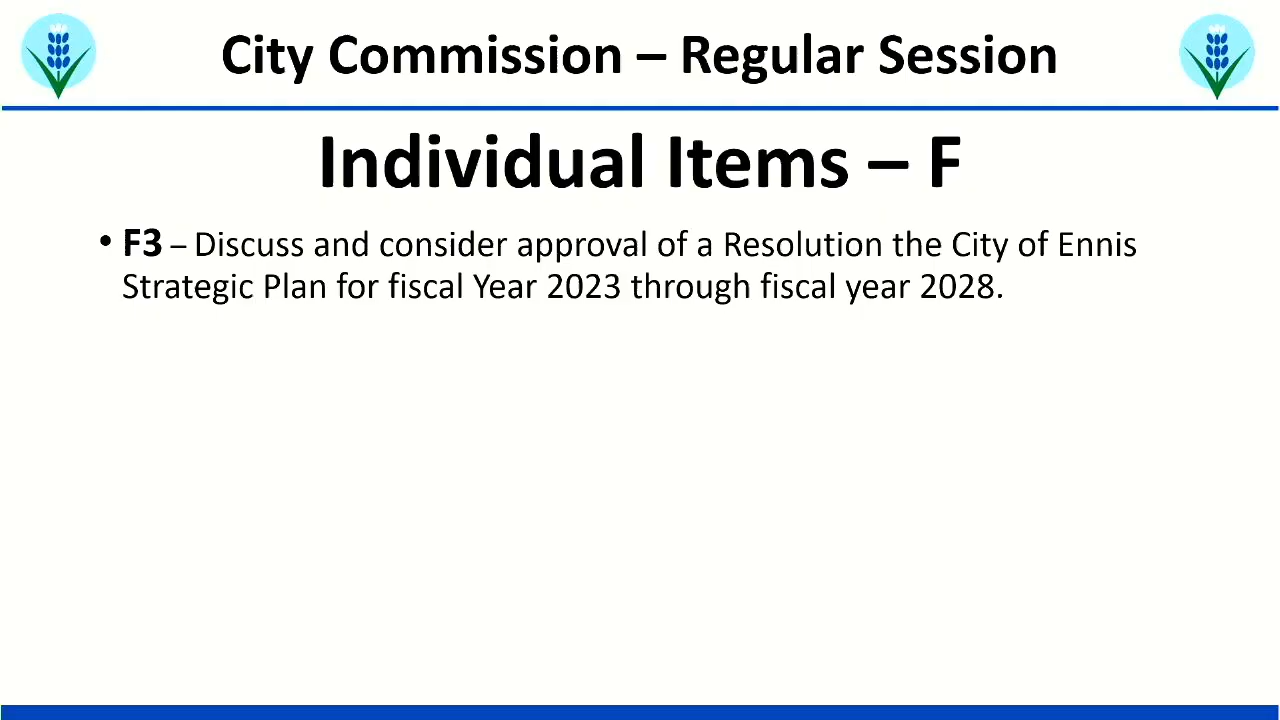 City Commission – Regular Session
Individual Items – F
• F3 – Discuss and consider approval of a Resolution the City of Ennis
Strategic Plan for fiscal Year 2023 through fiscal year 2028.